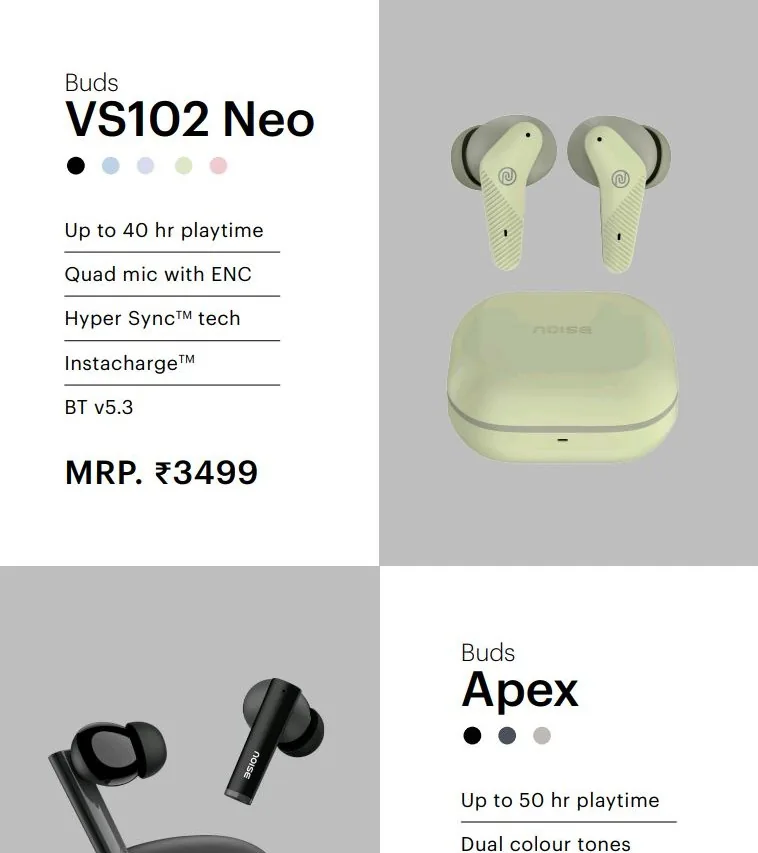 Buds
VS102 Neo
Up to 40 hr playtime
Quad mic with ENC
Hyper Sync™ tech
Instacharge™
BT v5.3
MRP. ₹3499
noise
noise
Buds
Apex
Up to 50 hr playtime
Dual colour tones